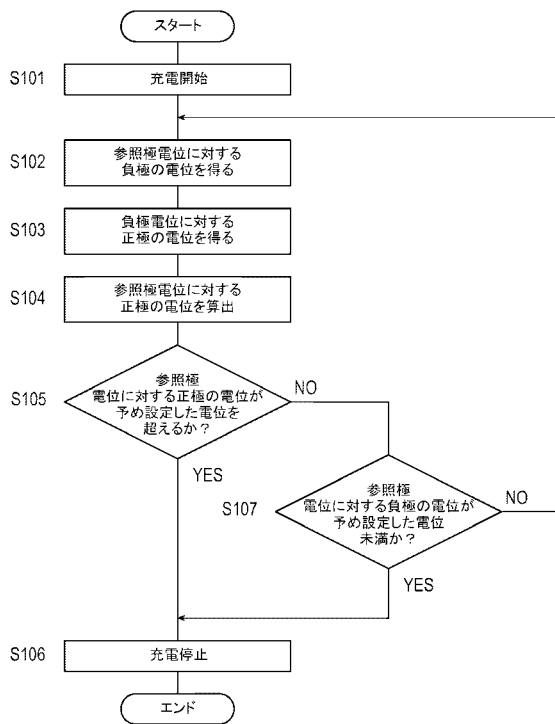 スタート
S101
充電開始
S102
参照極電位に対する
負極の電位を得る
S103
負極電位に対する
正極の電位を得る
S104
参照極電位に対する
正極の電位を算出
S105
参照極
電位に対する正極の電位が
予め設定した電位を
超えるか？
NO
YES
S107
参照極
電位に対する負極の電位が
予め設定した電位
未満か？
NO
YES
S106
充電停止
エンド